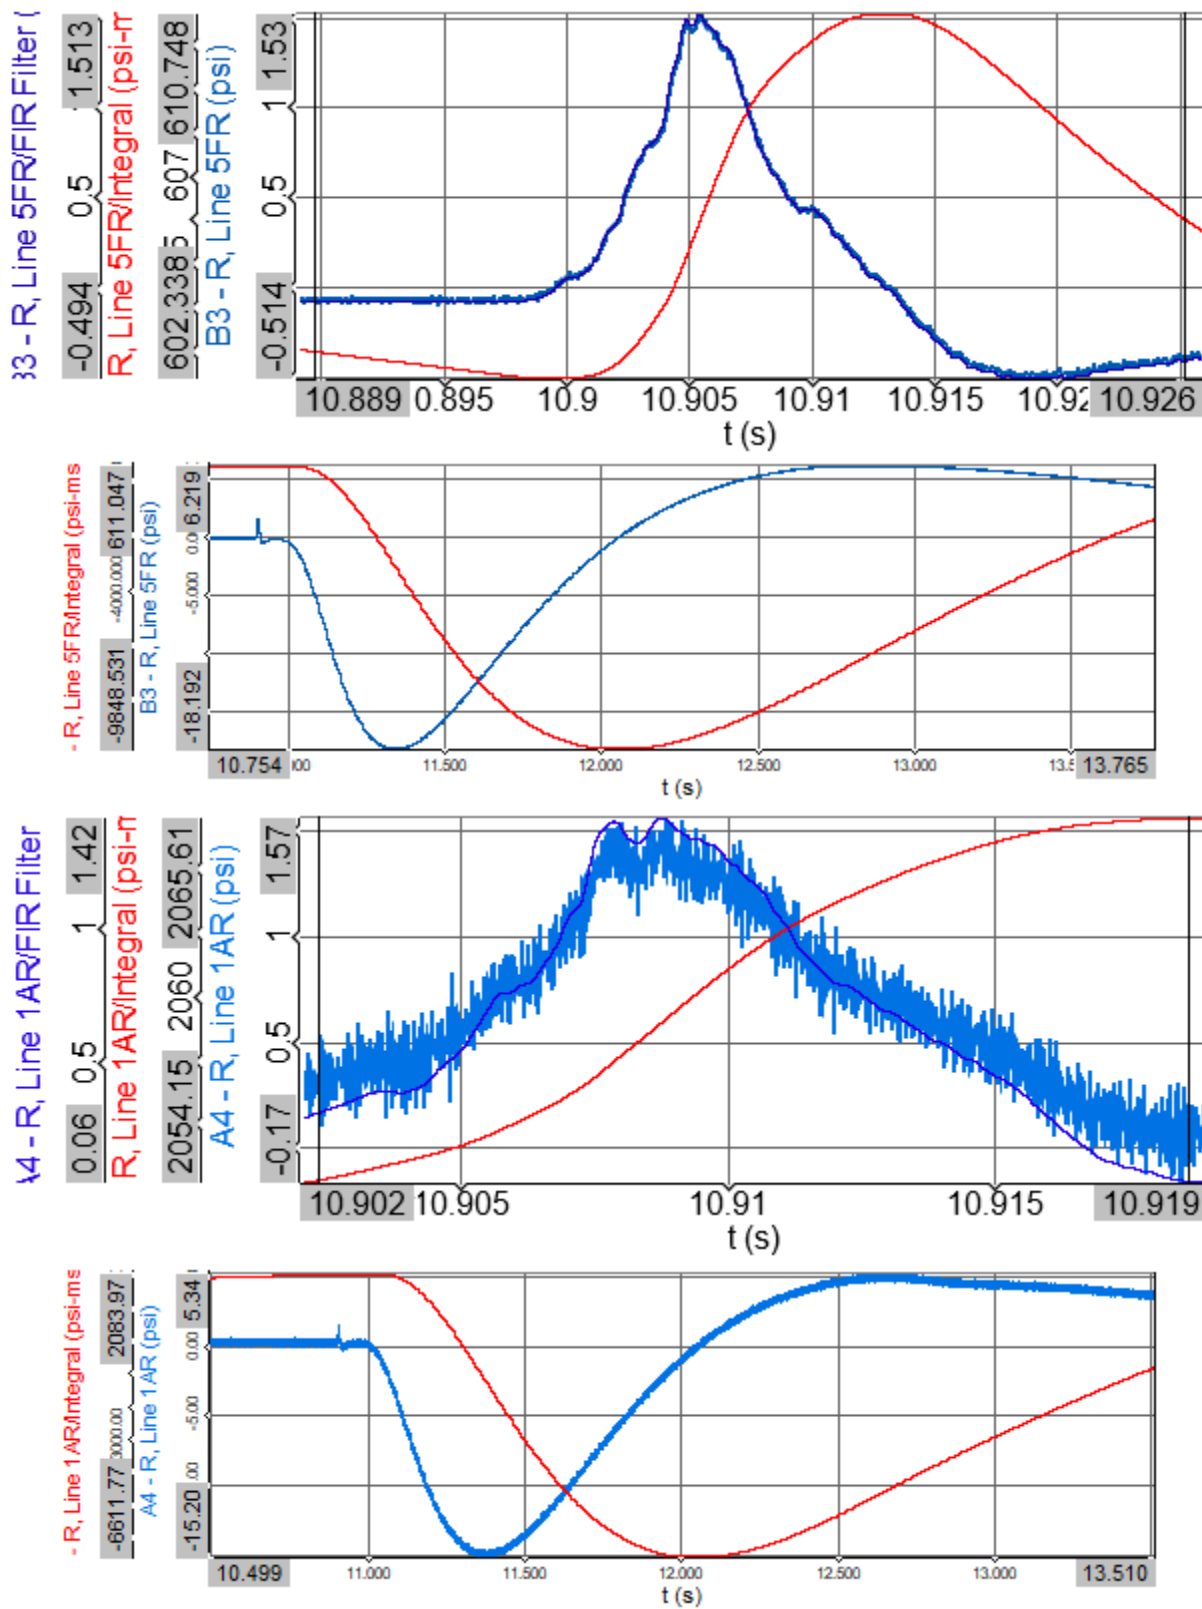 33 - R, Line 5FR/FIR Filter (
-0.494 0.5 1.513
R, Line 5FR/Integral (psi-m
602.338 5 607 610.748
B3 - R, Line 5FR (psi)
-0.514 0.5 1 1.53
10.889 0.895 10.9 10.905 10.91 10.915 10.92 10.926
t (s)
- R, Line 5FR/Integral (psi-ms
-9848.531 -4000.000 611.047
B3 - R, Line 5FR (psi)
-18.192 -5.000 0.0 6.219
10.754 000 11.500 12.000 12.500 13.000 13.5 13.765
t (s)
A4 - R, Line 1AR/FIR Filter
0.06 0.5 1 1.42
R, Line 1AR/Integral (psi-m
2054.15 2060 2065.61
A4 - R, Line 1AR (psi)
-0.17 0.5 1 1.57
10.902 10.905 10.91 10.915 10.919
t (s)
- R, Line 1AR/Integral (psi-ms
-6611.77 3000.00 2083.97
A4 - R, Line 1AR (psi)
-15.20 .00 -5.00 0.00 5.34
10.499 11.000 11.500 12.000 12.500 13.000 13.510
t (s)